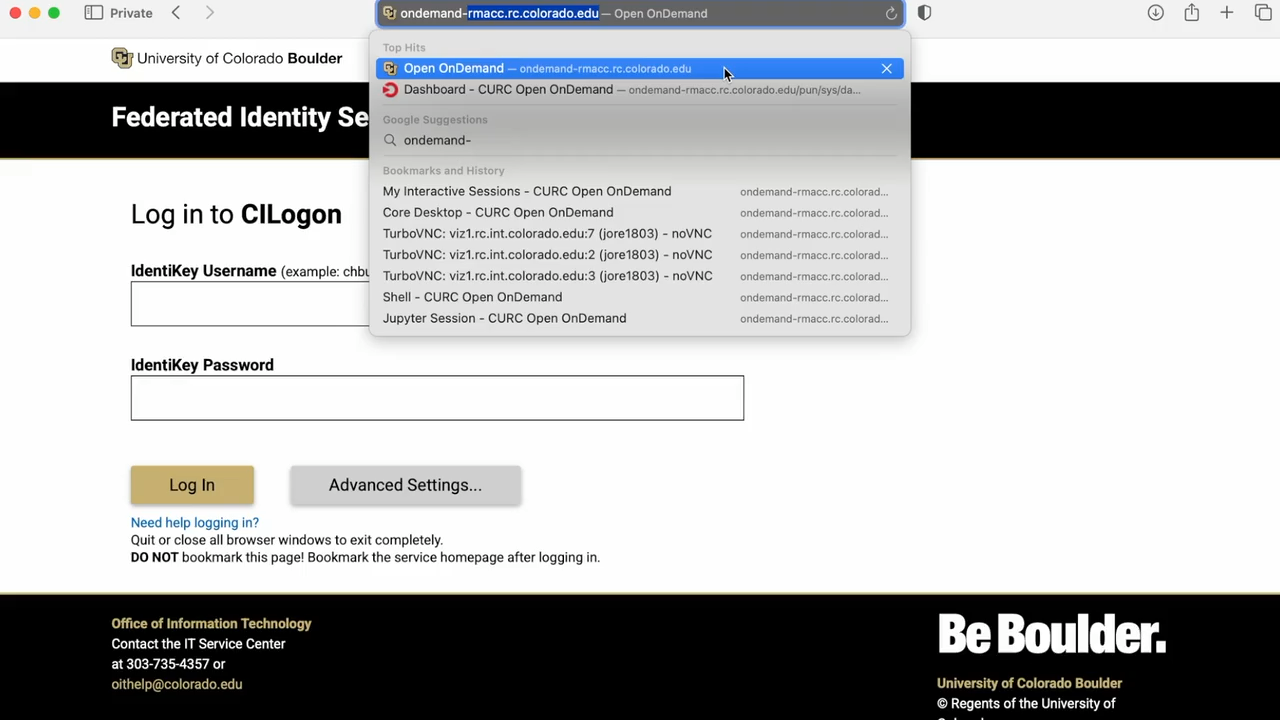 Private
ondemand-rmacc.rc.colorado.edu — Open OnDemand
University of Colorado Boulder
Top Hits
Open OnDemand — ondemand-rmacc.rc.colorado.edu
Dashboard - CURC Open OnDemand — ondemand-rmacc.rc.colorado.edu/pun/sys/da...
Federated Identity Se
Google Suggestions
ondemand-
Bookmarks and History
My Interactive Sessions - CURC Open OnDemand ondemand-rmacc.rc.colorad...
Core Desktop - CURC Open OnDemand ondemand-rmacc.rc.colorad...
TurboVNC: viz1.rc.int.colorado.edu:7 (jore1803) - noVNC ondemand-rmacc.rc.colorad...
TurboVNC: viz1.rc.int.colorado.edu:2 (jore1803) - noVNC ondemand-rmacc.rc.colorad...
TurboVNC: viz1.rc.int.colorado.edu:3 (jore1803) - noVNC ondemand-rmacc.rc.colorad...
Shell - CURC Open OnDemand ondemand-rmacc.rc.colorad...
Jupyter Session - CURC Open OnDemand ondemand-rmacc.rc.colorad...
Log in to CILogon
IdentiKey Username (example: chbu
IdentiKey Password
Log In
Advanced Settings...
Need help logging in?
Quit or close all browser windows to exit completely.
DO NOT bookmark this page! Bookmark the service homepage after logging in.
Office of Information Technology
Contact the IT Service Center
at 303-735-4357 or
oithelp@colorado.edu
Be Boulder.
University of Colorado Boulder
© Regents of the University of